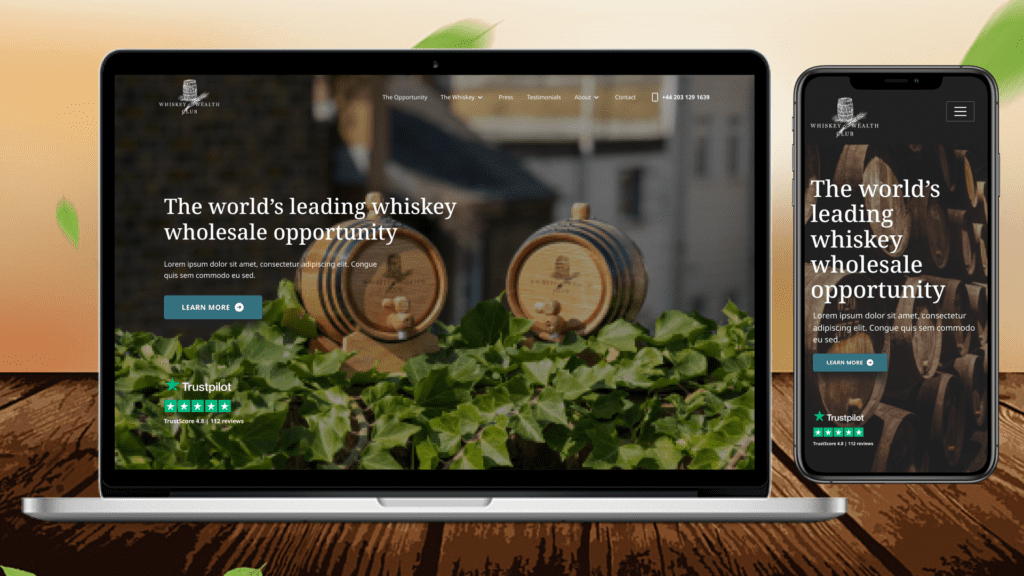 WHISKEY & WEALTH
CLUB
The Opportunity The Whiskey Press Testimonials About Contact +44 203 129 1639
The world’s leading whiskey
wholesale opportunity
Lorem ipsum dolor sit amet, consectetur adipiscing elit. Congue
quis sem commodo eu sed.
LEARN MORE
Trustpilot
TrustScore 4.8 | 112 reviews
WHISKEY & WEALTH
CLUB
The world’s
leading
whiskey
wholesale
opportunity
Lorem ipsum dolor sit amet, consectetur
adipiscing elit. Congue quis sem commodo
eu sed.
LEARN MORE
Trustpilot
TrustScore 4.8 | 112 reviews